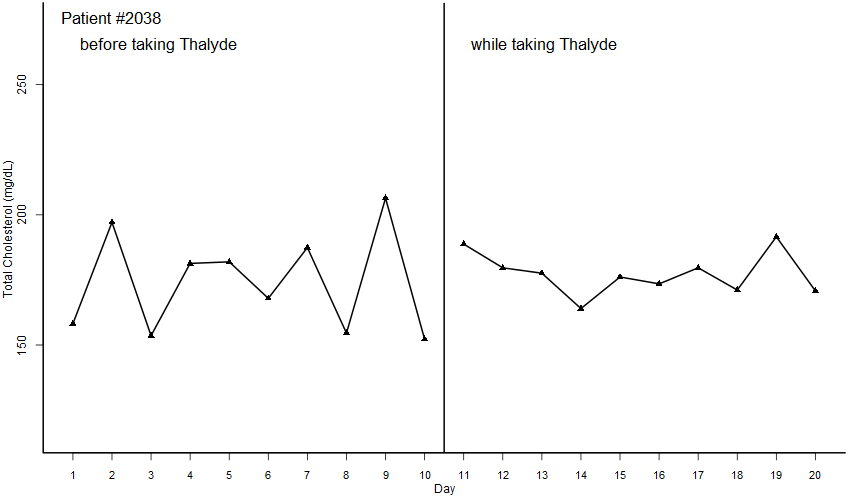 Patient #2038
before taking Thalyde
while taking Thalyde
250
200
150
Total Cholesterol (mg/dL)
1 2 3 4 5 6 7 8 9 10 11 12 13 14 15 16 17 18 19 20
Day